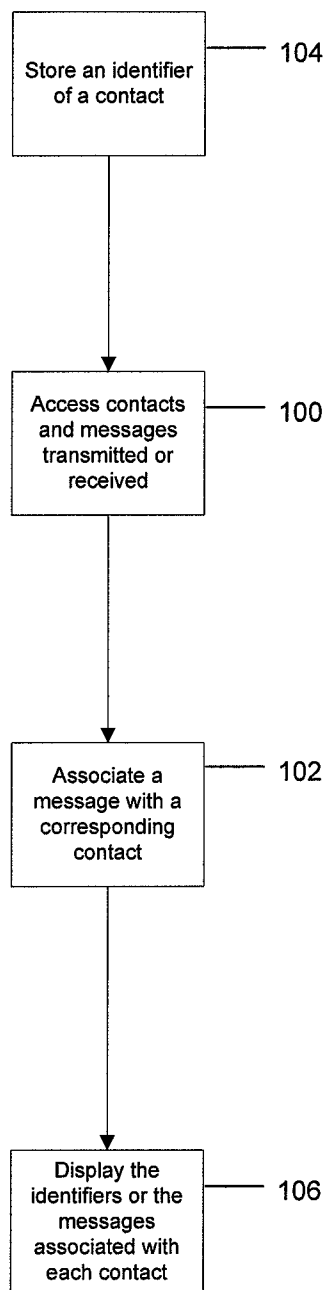 Store an identifier
of a contact
104
Access contacts
and messages
transmitted or
received
100
Associate a
message with a
corresponding
contact
102
Display the
identifiers or the
messages
associated with
each contact
106